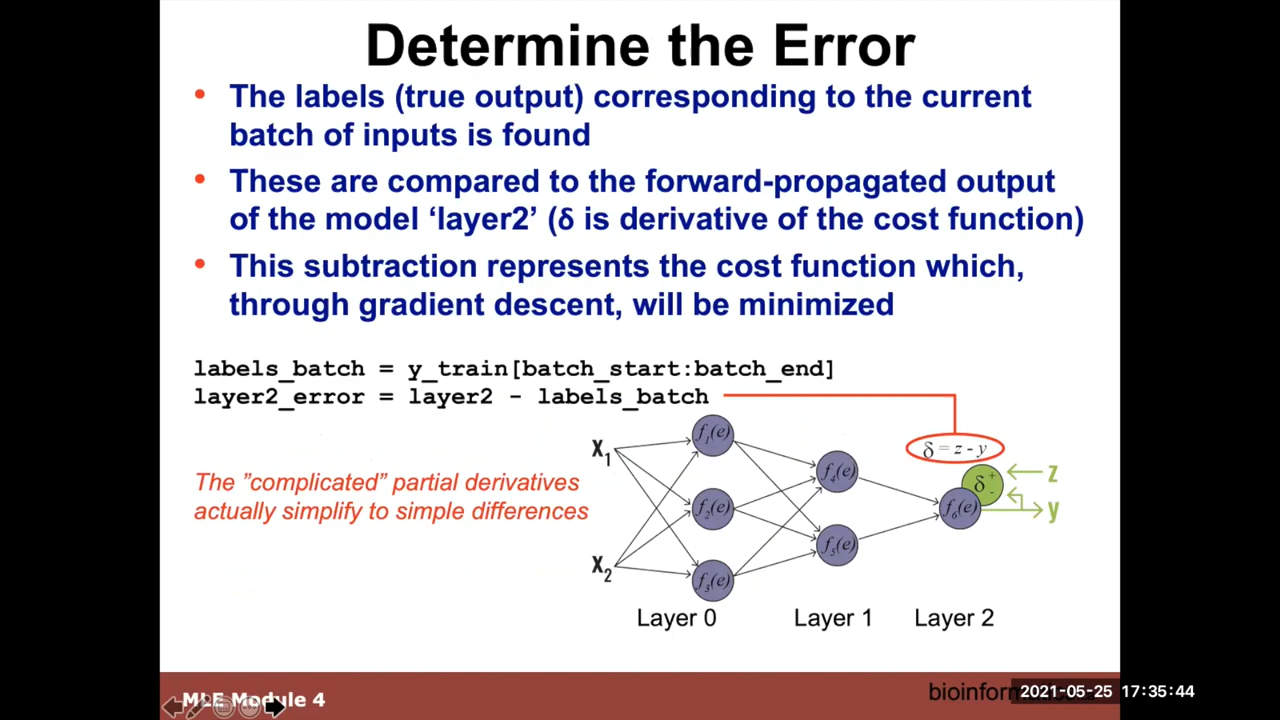 Determine the Error
• The labels (true output) corresponding to the current
batch of inputs is found
• These are compared to the forward-propagated output
of the model ‘layer2’ (δ is derivative of the cost function)
• This subtraction represents the cost function which,
through gradient descent, will be minimized
labels_batch = y_train[batch_start:batch_end]
layer2_error = layer2 - labels_batch
The ”complicated” partial derivatives
actually simplify to simple differences
X1
X2
f1(e)
f2(e)
f3(e)
f4(e)
f5(e)
f6(e)
δ = z - y
δ + -
z
y
Layer 0 Layer 1 Layer 2
MLE Module 4
2021-05-25 17:35:44